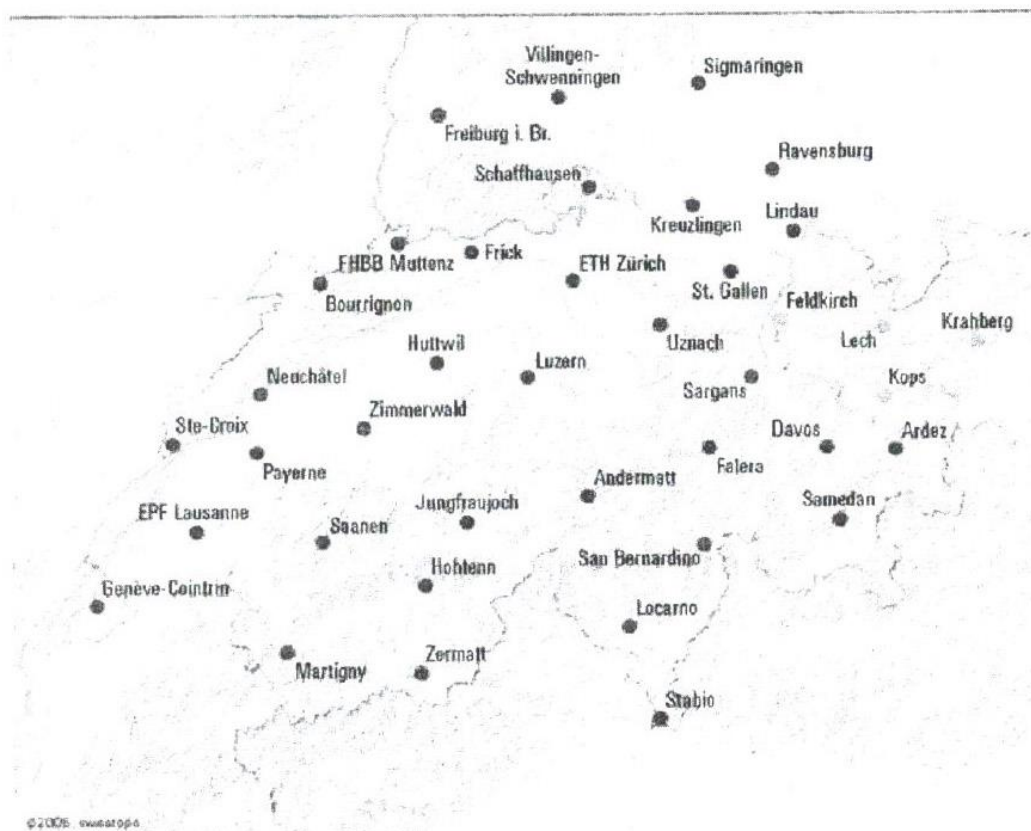 Villingen-
Schwenningen
Sigmaringen
Freiburg i. Br.
Ravensburg
Schaffhausen
Kreuzlingen
Lindau
FHBB Muttenz
Frick
ETH Zürich
St. Gallen
Bourrignon
Feldkirch
Krahberg
Lech
Uznach
Huttwil
Luzern
Neuchâtel
Sargans
Kops
Zimmerwald
Ste-Croix
Davos
Ardez
Payerne
Falera
Andermatt
Jungfraujoch
Samedan
EPF Lausanne
Saanen
San Bernardino
Hohtenn
Genève-Cointrin
Locarno
Zermatt
Martigny
Stabio
©2006 swisstopo